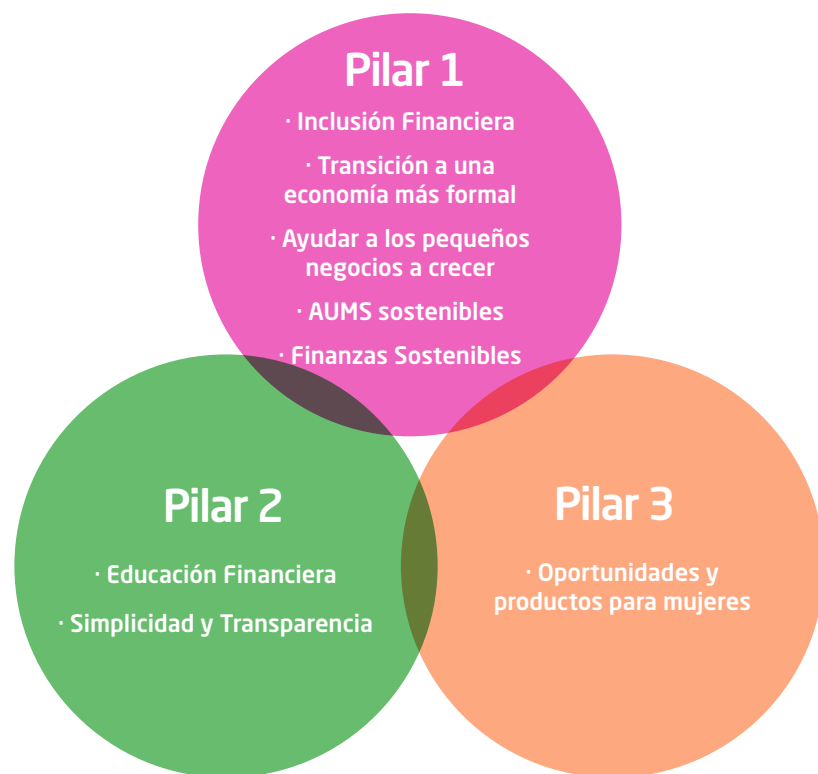 Pilar 1
· Inclusión Financiera
· Transición a una
economía más formal
· Ayudar a los pequeños
negocios a crecer
· AUMS sostenibles
· Finanzas Sostenibles
Pilar 2
· Educación Financiera
· Simplicidad y Transparencia
Pilar 3
· Oportunidades y
productos para mujeres